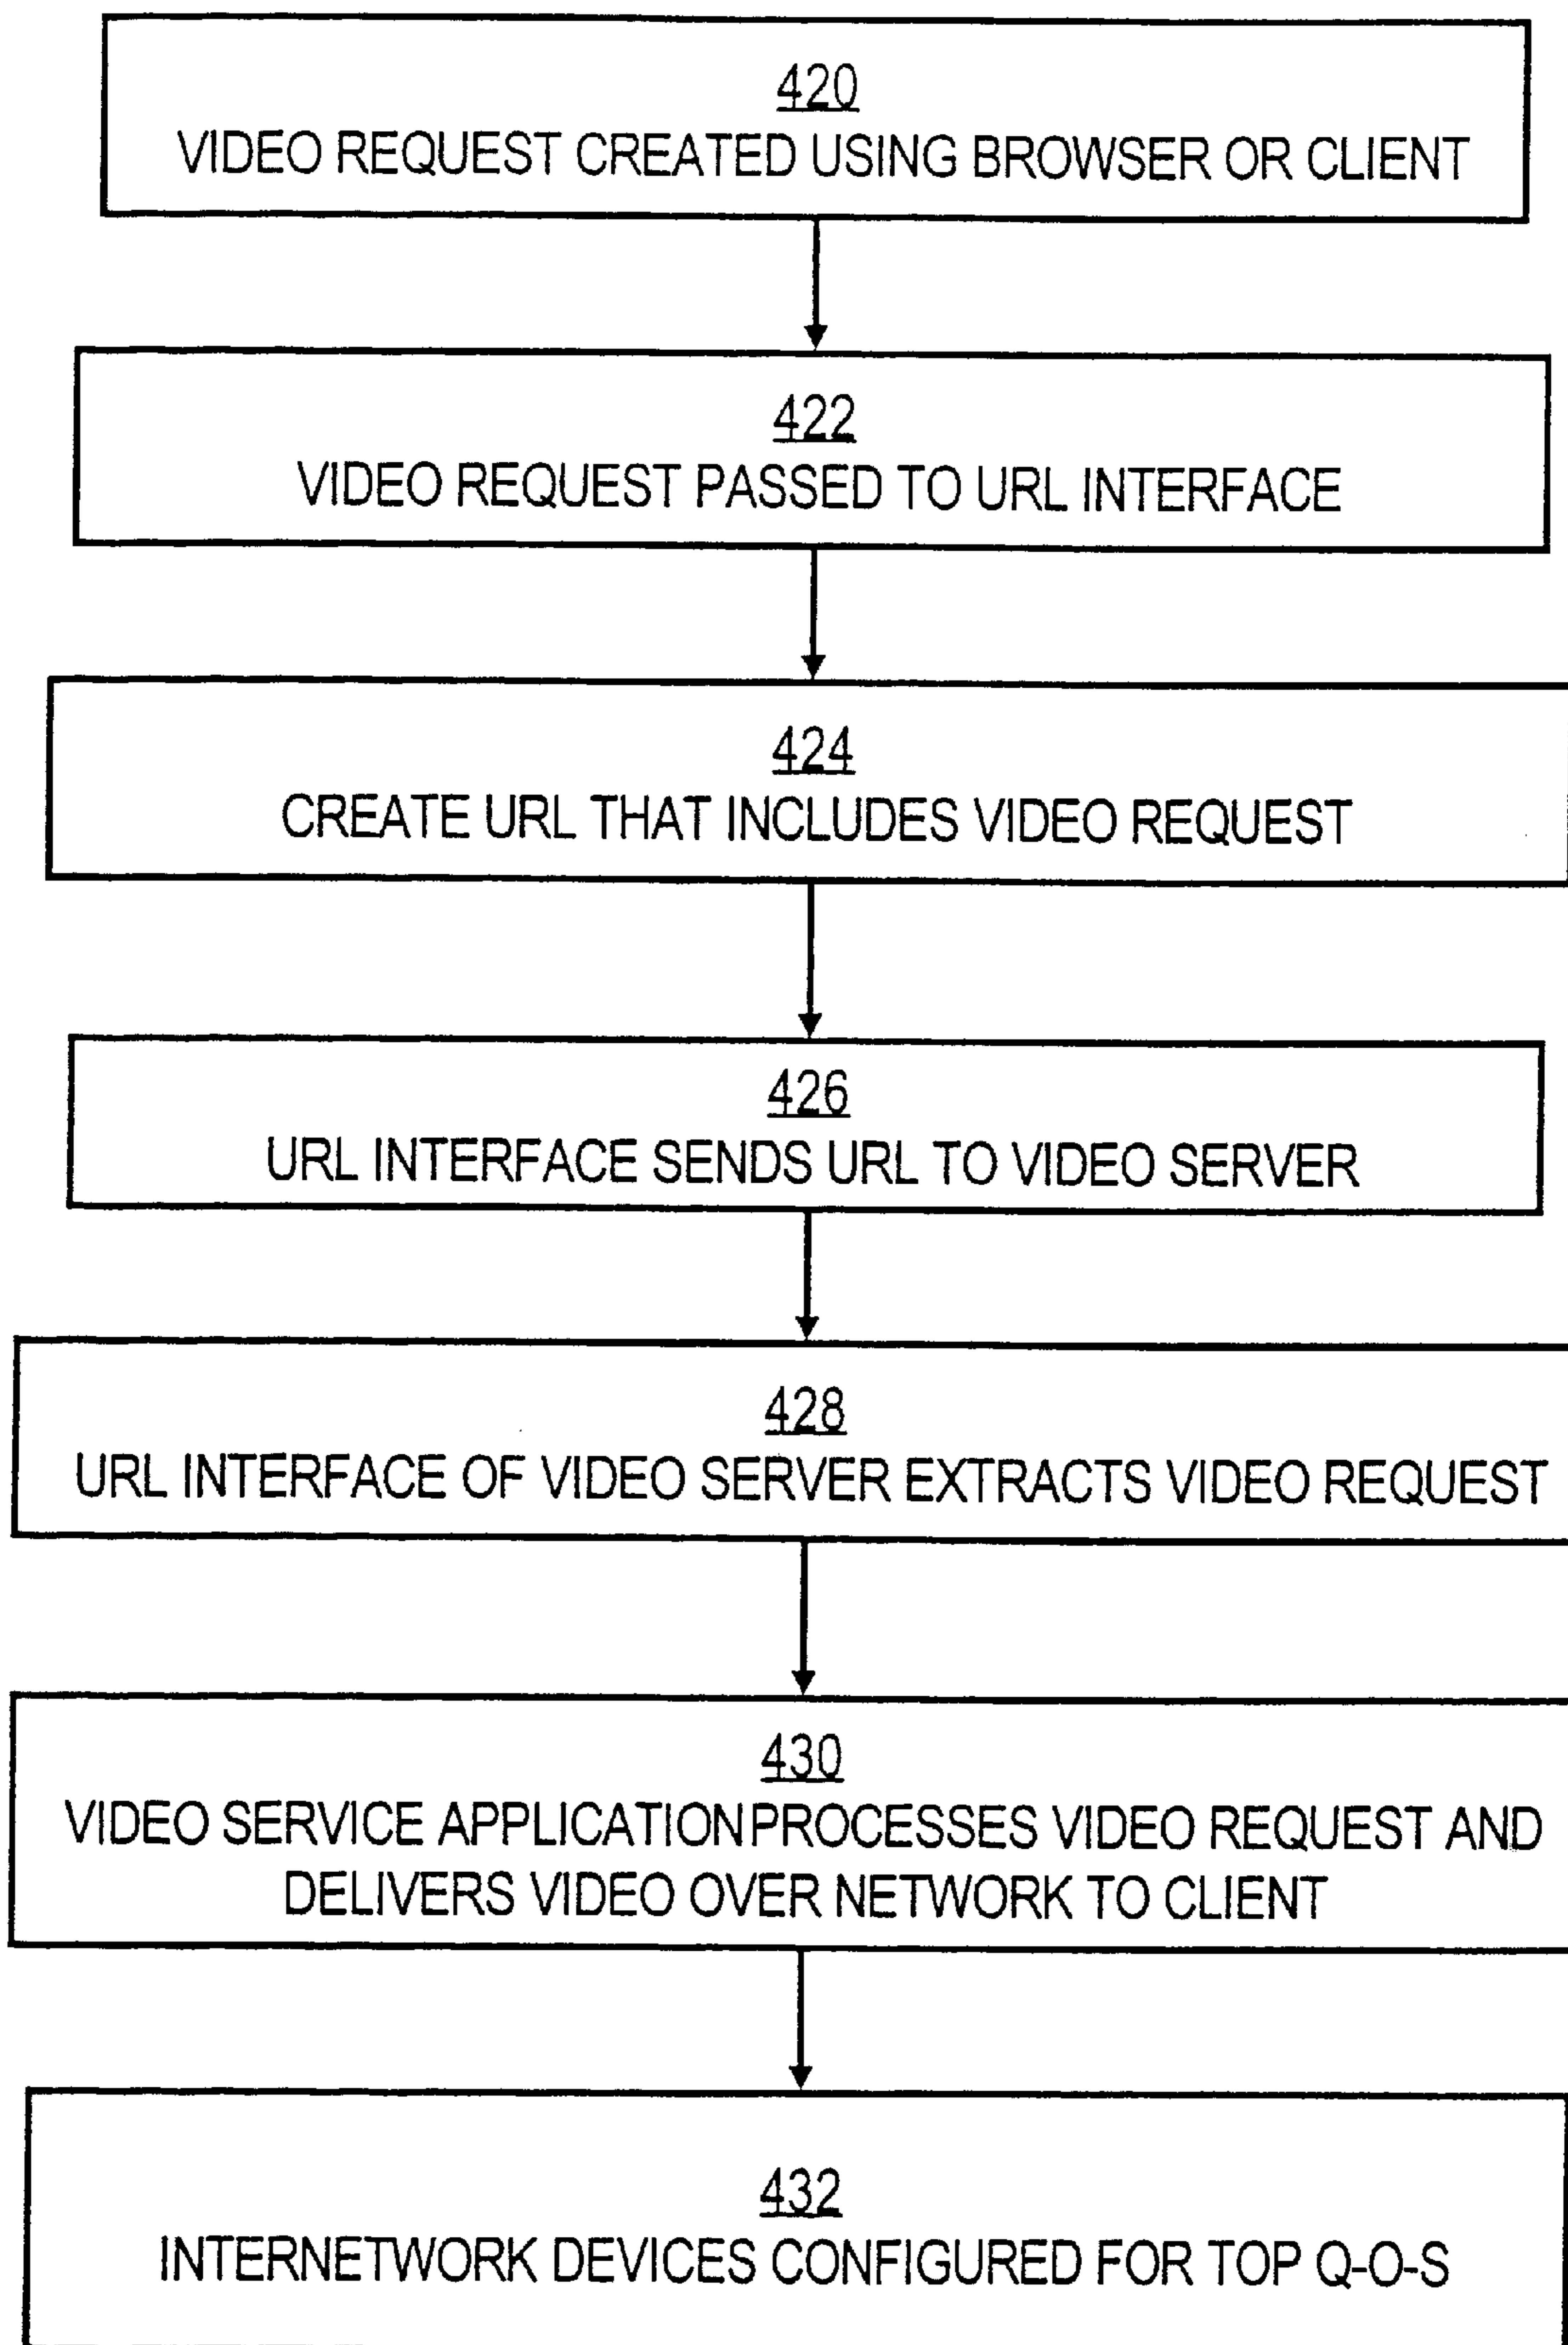 420
VIDEO REQUEST CREATED USING BROWSER OR CLIENT
422
VIDEO REQUEST PASSED TO URL INTERFACE
424
CREATE URL THAT INCLUDES VIDEO REQUEST
426
URL INTERFACE SENDS URL TO VIDEO SERVER
428
URL INTERFACE OF VIDEO SERVER EXTRACTS VIDEO REQUEST
430
VIDEO SERVICE APPLICATION PROCESSES VIDEO REQUEST AND
DELIVERS VIDEO OVER NETWORK TO CLIENT
432
INTERNETWORK DEVICES CONFIGURED FOR TOP Q-O-S